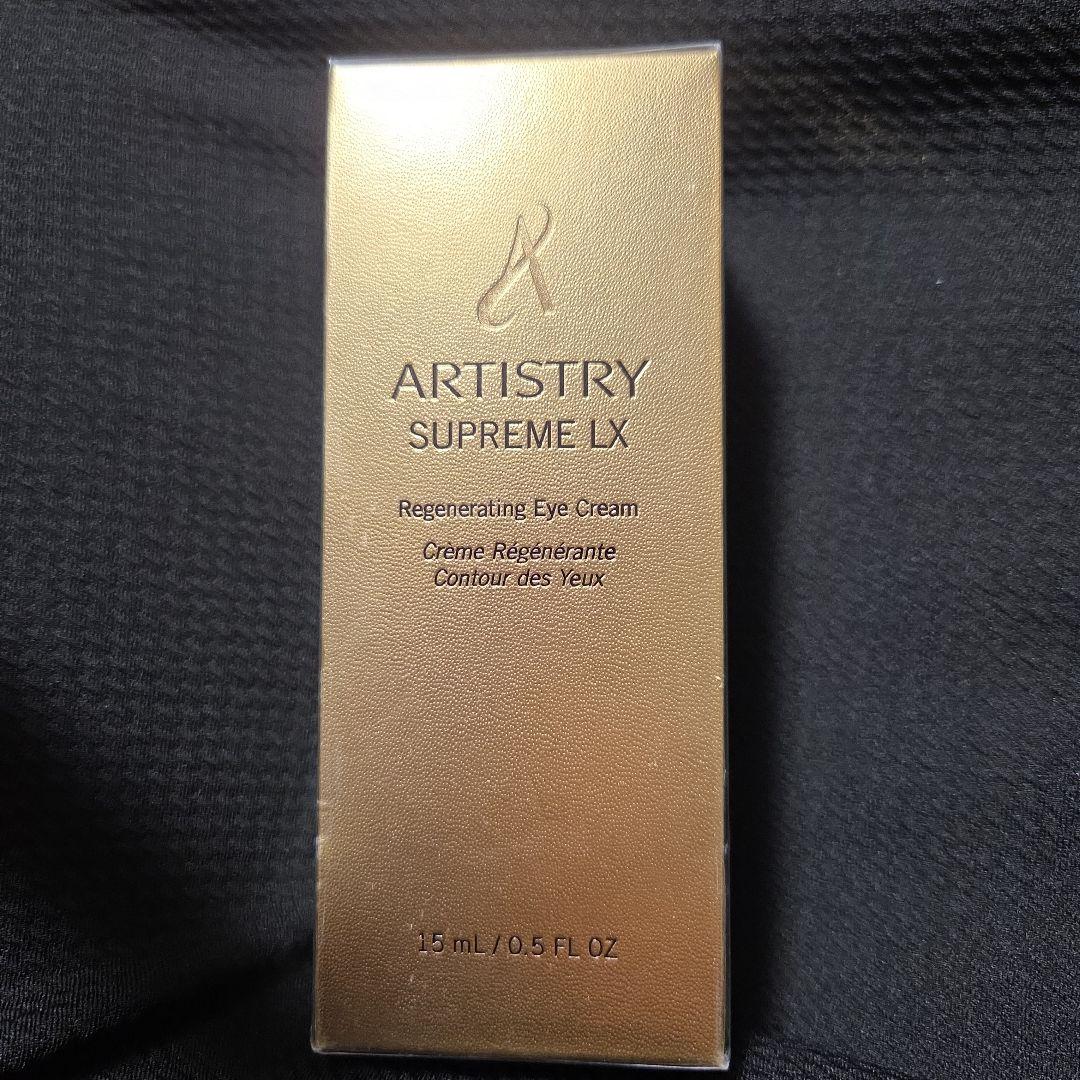 ARTISTRY
SUPREME LX
Regenerating Eye Cream
Crème Régénérante
Contour des Yeux
15 mL / 0.5 FL OZ